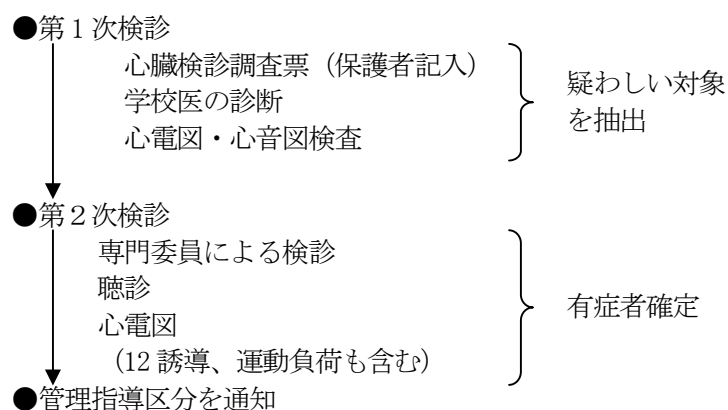 ●第１次検診
心臓検診調査票（保護者記入）
学校医の診断
心電図・心音図検査
疑わしい対象
を抽出
●第２次検診
専門委員による検診
聴診
心電図
（12 誘導、運動負荷も含む）
有症者確定
●管理指導区分を通知